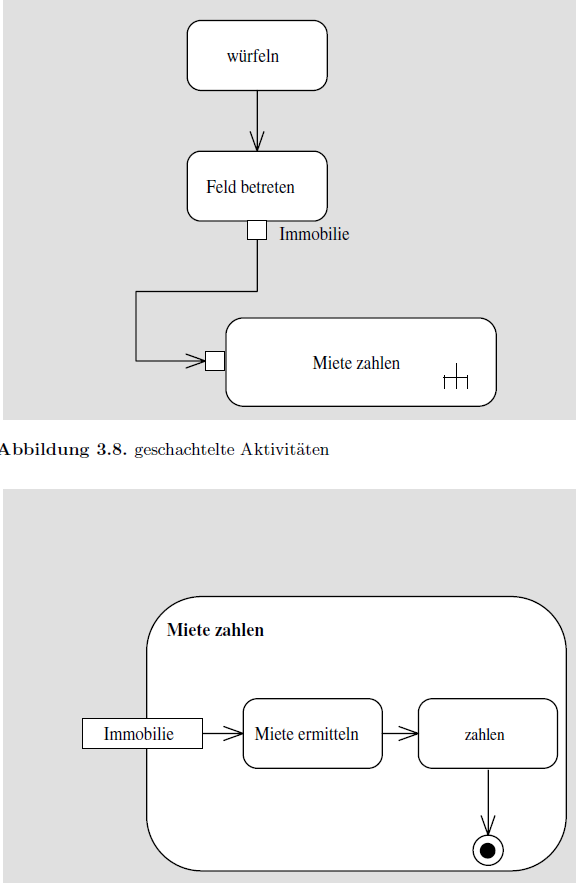 würfeln
Feld betreten
Immobilie
Miete zahlen
Abbildung 3.8. geschachtelte Aktivitäten
Miete zahlen
Immobilie
Miete ermitteln
zahlen